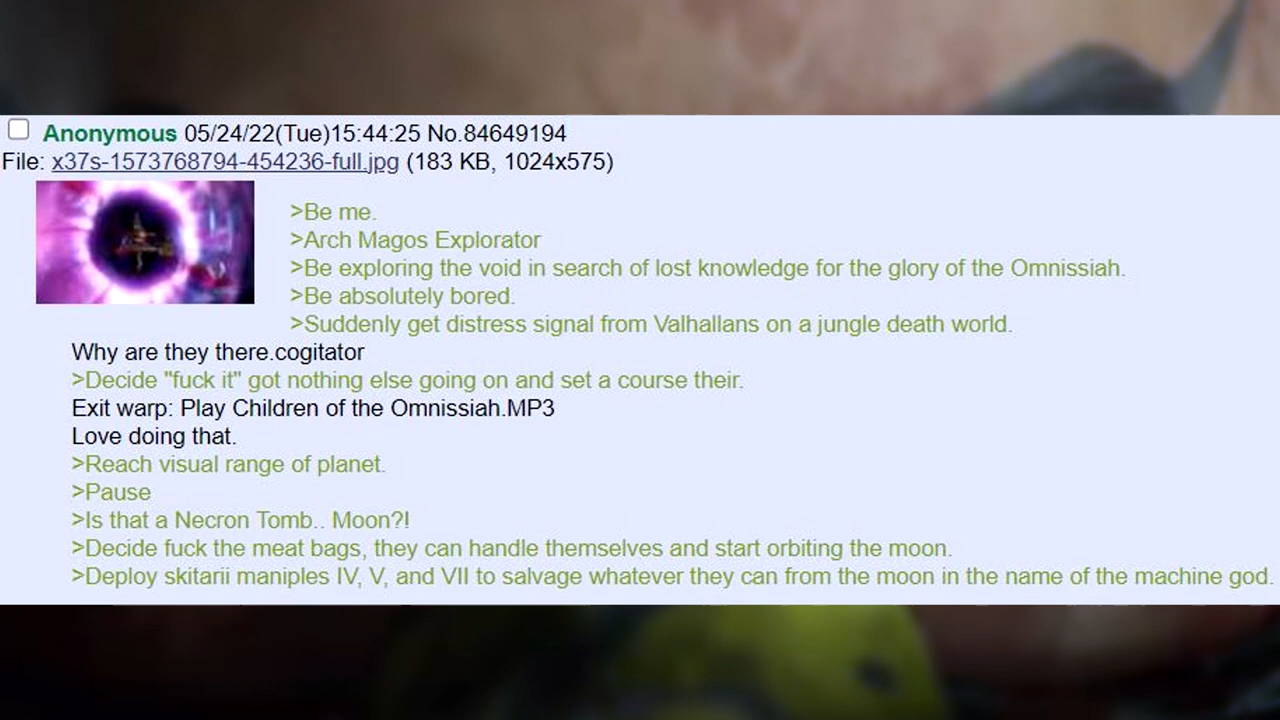 Anonymous 05/24/22(Tue)15:44:25 No.84649194
File: x37s-1573768794-454236-full.jpg (183 KB, 1024x575)
>Be me.
>Arch Magos Explorator
>Be exploring the void in search of lost knowledge for the glory of the Omnissiah.
>Be absolutely bored.
>Suddenly get distress signal from Valhallans on a jungle death world.
Why are they there.cogitator
>Decide "fuck it" got nothing else going on and set a course their.
Exit warp: Play Children of the Omnissiah.MP3
Love doing that.
>Reach visual range of planet.
>Pause
>Is that a Necron Tomb.. Moon?!
>Decide fuck the meat bags, they can handle themselves and start orbiting the moon.
>Deploy skitarii maniples IV, V, and VII to salvage whatever they can from the moon in the name of the machine god.